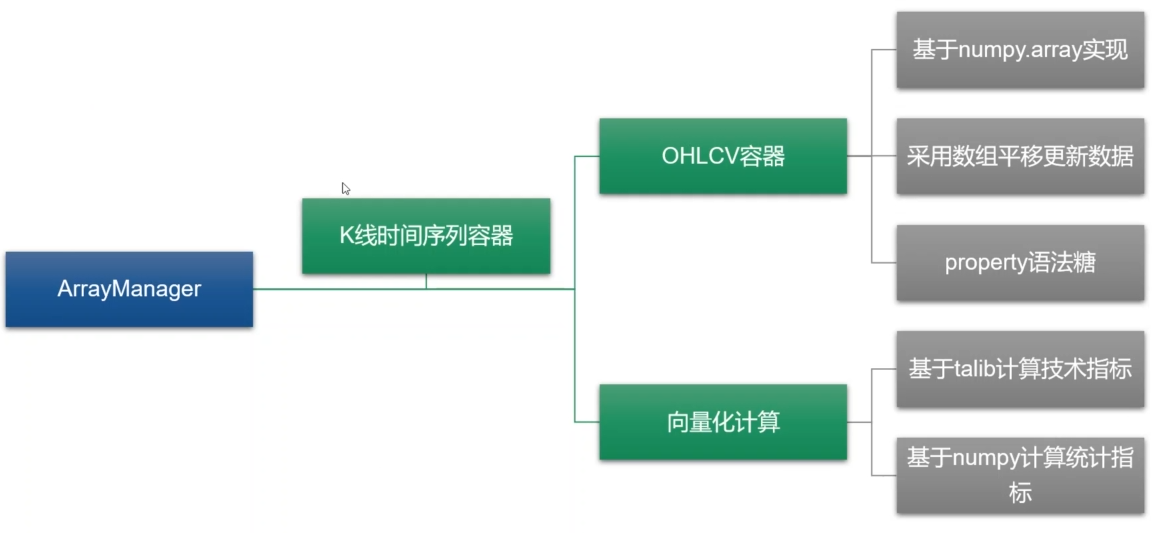 ArrayManager
K线时间序列容器
OHLCV容器
基于numpy.array实现
采用数组平移更新数据
property语法糖
向量化计算
基于talib计算技术指标
基于numpy计算统计指
标